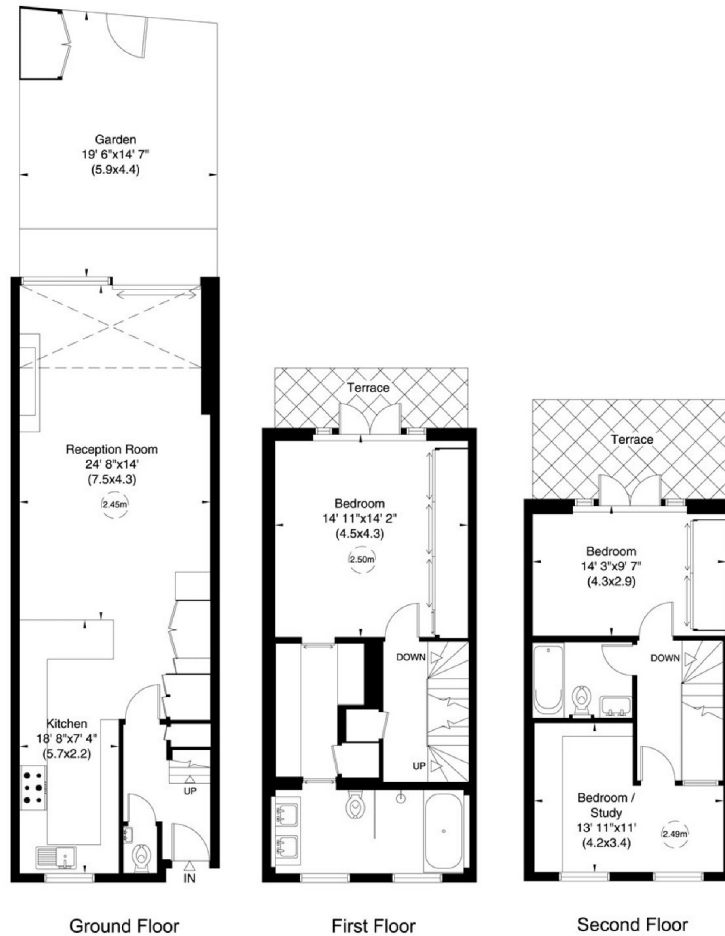 Garden
19' 6"x14' 7"
(5.9x4.4)
Reception Room
24' 8"x14'
(7.5x4.3)
2.45m
Kitchen
18' 8"x7' 4"
(5.7x2.2)
UP
IN
Ground Floor
Terrace
Bedroom
14' 11"x14' 2"
(4.5x4.3)
2.50m
DOWN
UP
First Floor
Terrace
Bedroom
14' 3"x9' 7"
(4.3x2.9)
DOWN
Bedroom /
Study
13' 11"x11'
(4.2x3.4)
2.49m
Second Floor